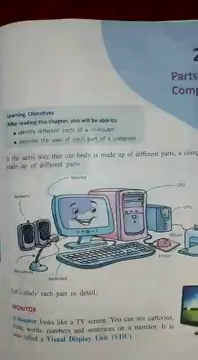 2
Parts
Comp
Learning Objectives
After reading this chapter, you will be able to:
• identify different parts of a computer
• describe the uses of each part of a computer
In the same way that our body is made up of different parts, a comp
made up of different parts.
Monitor
CPU
Speakers
UPS
Mouse
Printer
Keyboard
Let's study each part in detail.
MONITOR
A monitor looks like a TV screen. You can see cartoons,
words, numbers and sentences on a monitor. It is
also called a Visual Display Unit (VDU).